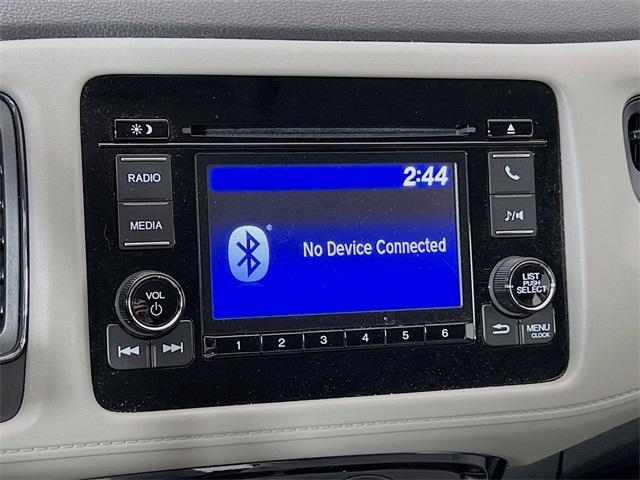 2:44
RADIO
MEDIA
®
No Device Connected
VOL
LIST
PUSH
SELECT
MENU
CLOCK
1 2 3 4 5 6